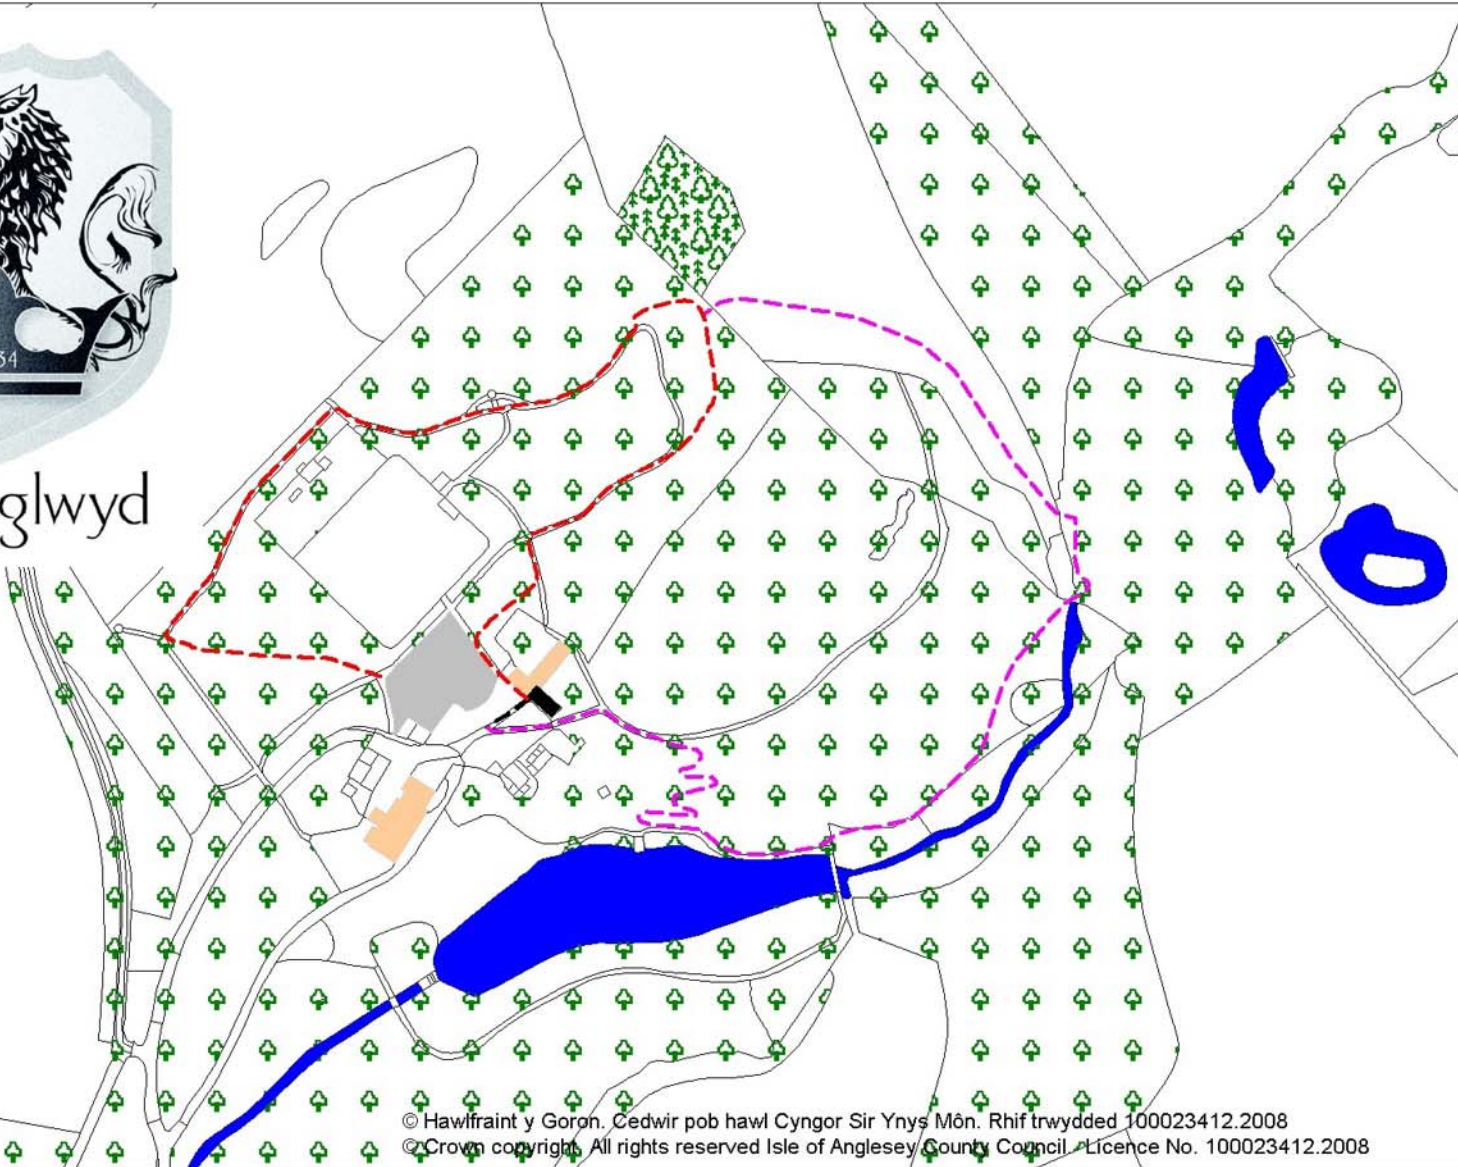 34
glwyd
© Hawlfraint y Goron. Cedwir pob hawl Cyngor Sir Ynys Môn. Rhif trwydded 100023412.2008
© Crown copyright. All rights reserved Isle of Anglesey County Council. Licence No. 100023412.2008